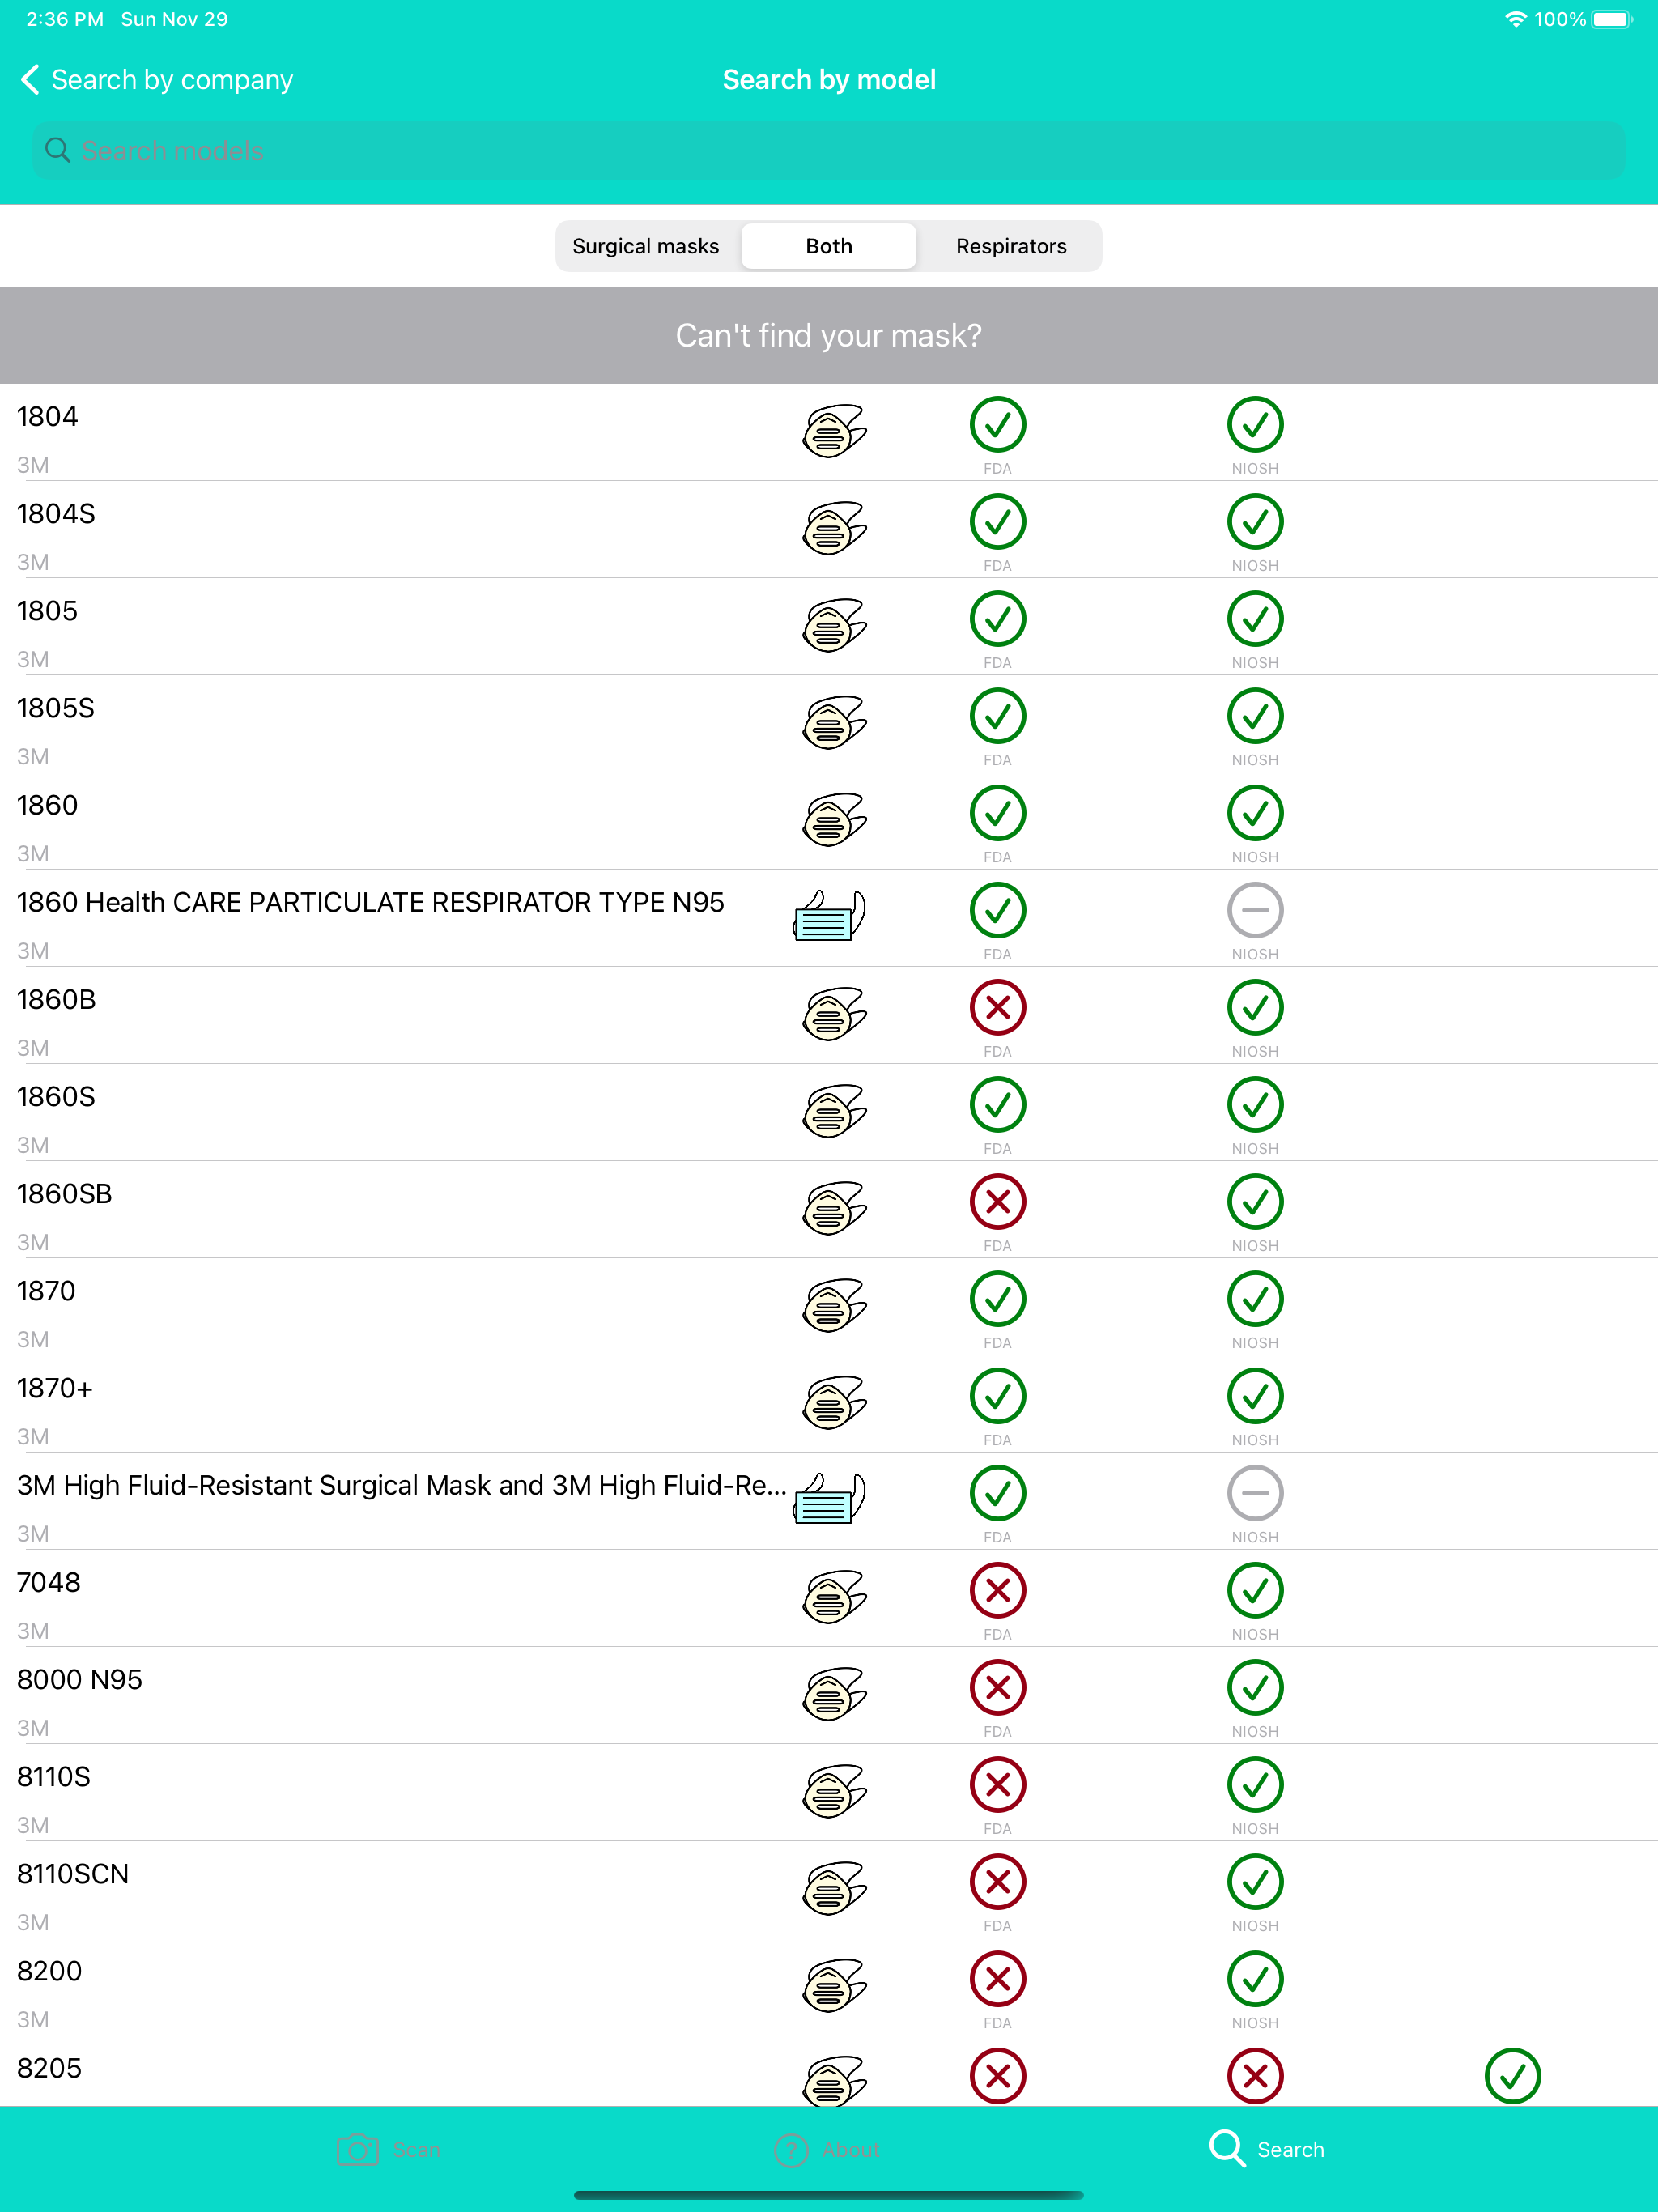 2:36 PM Sun Nov 29 100%
Search by company Search by model
Search models
Surgical masks Both Respirators
Can't find your mask?
1804
3M FDA NIOSH
1804S
3M FDA NIOSH
1805
3M FDA NIOSH
1805S
3M FDA NIOSH
1860
3M FDA NIOSH
1860 Health CARE PARTICULATE RESPIRATOR TYPE N95
3M FDA NIOSH
1860B
3M FDA NIOSH
1860S
3M FDA NIOSH
1860SB
3M FDA NIOSH
1870
3M FDA NIOSH
1870+
3M FDA NIOSH
3M High Fluid-Resistant Surgical Mask and 3M High Fluid-Re...
3M FDA NIOSH
7048
3M FDA NIOSH
8000 N95
3M FDA NIOSH
8110S
3M FDA NIOSH
8110SCN
3M FDA NIOSH
8200
3M FDA NIOSH
8205
Scan About Search